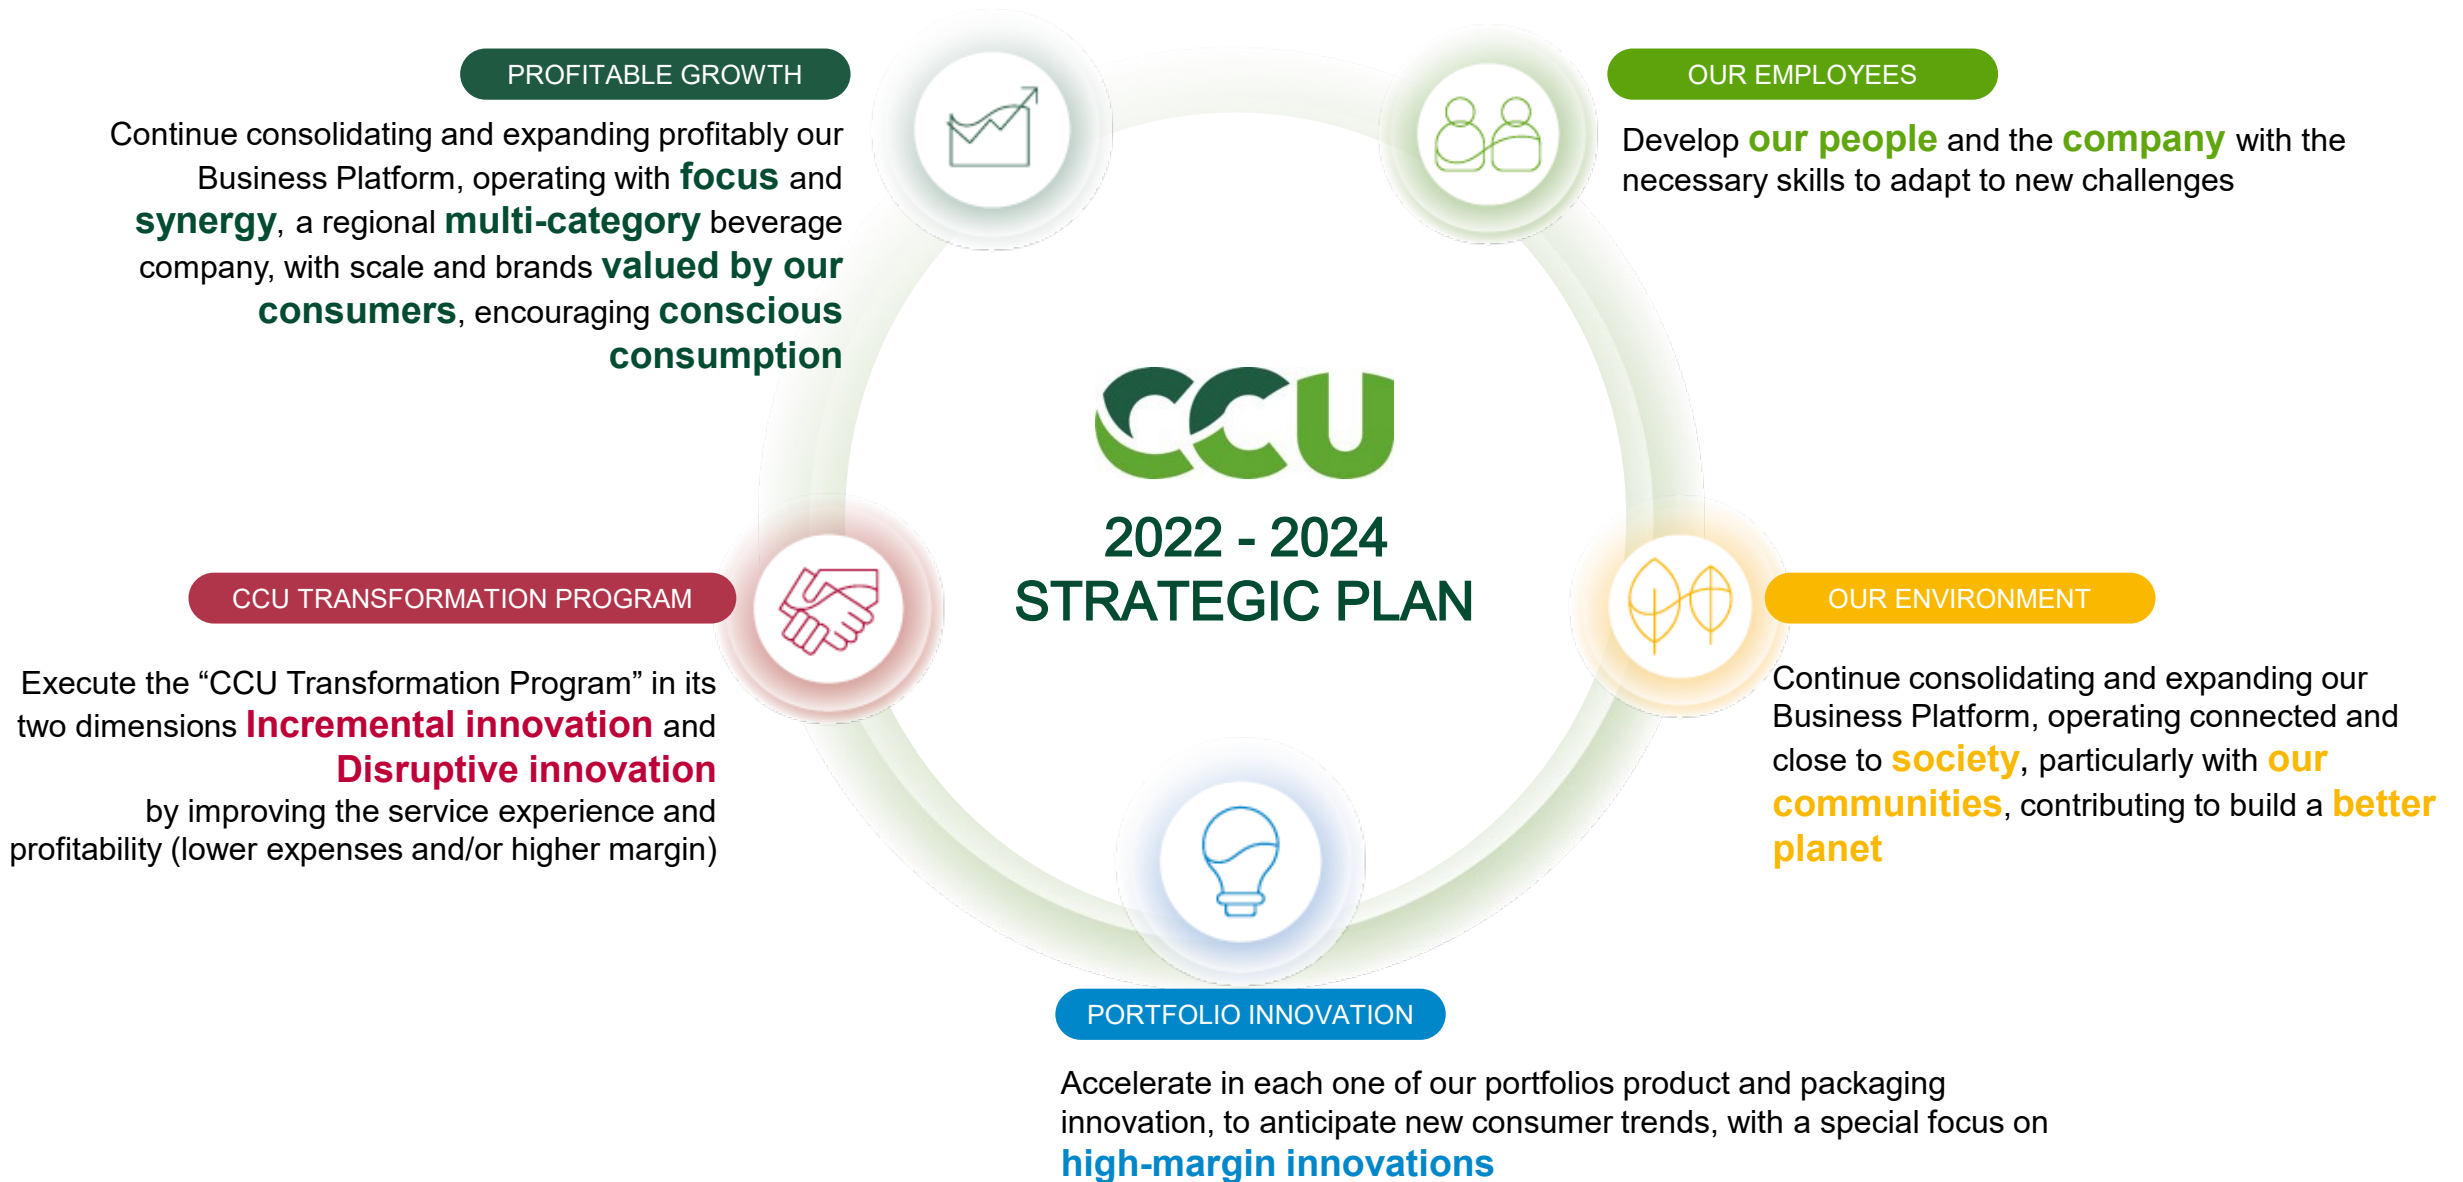 PROFITABLE GROWTH
Continue consolidating and expanding profitably our
Business Platform, operating with focus and
synergy, a regional multi-category beverage
company, with scale and brands valued by our
consumers, encouraging conscious
consumption
OUR EMPLOYEES
Develop our people and the company with the
necessary skills to adapt to new challenges
CCU
2022 - 2024
STRATEGIC PLAN
CCU TRANSFORMATION PROGRAM
Execute the “CCU Transformation Program” in its
two dimensions Incremental innovation and
Disruptive innovation
by improving the service experience and
profitability (lower expenses and/or higher margin)
OUR ENVIRONMENT
Continue consolidating and expanding our
Business Platform, operating connected and
close to society, particularly with our
communities, contributing to build a better
planet
PORTFOLIO INNOVATION
Accelerate in each one of our portfolios product and packaging
innovation, to anticipate new consumer trends, with a special focus on
high-margin innovations